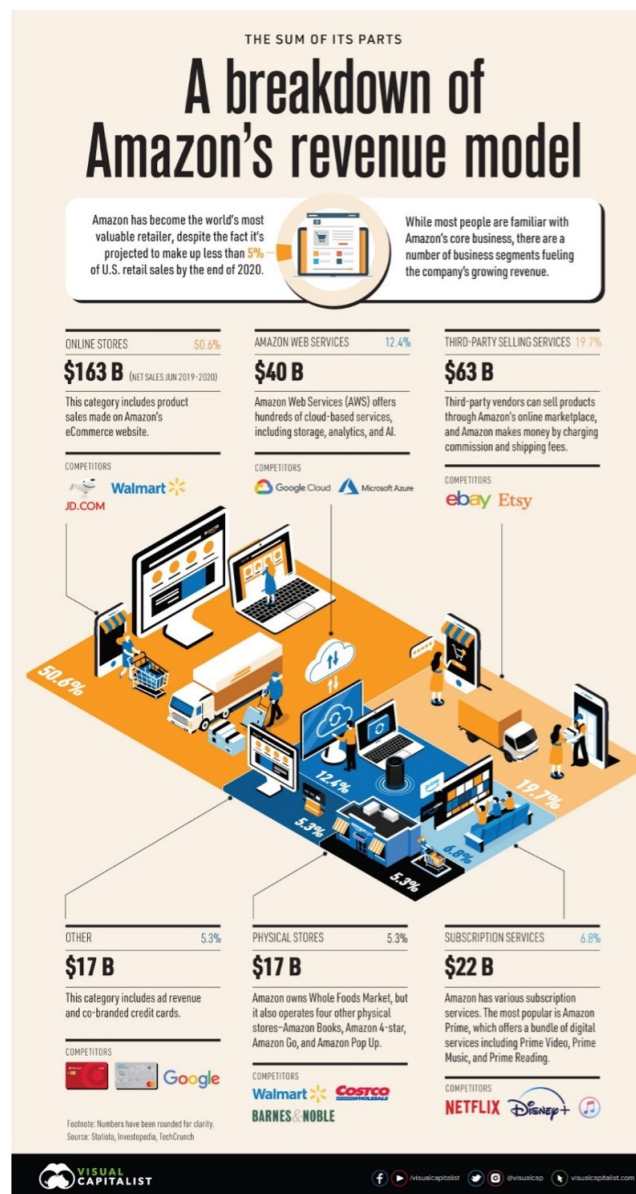 THE SUM OF ITS PARTS
A breakdown of
Amazon's revenue model
Amazon has become the world's most
valuable retailer, despite the fact it's
projected to make up less than 5%
of U.S. retail sales by the end of 2020.
While most people are familiar with
Amazon's core business, there are a
number of business segments fueling
the company's growing revenue.
ONLINE STORES 50.6%
$163 B (NET SALES JUN 2019-2020)
This category includes product
sales made on Amazon's
eCommerce website.
COMPETITORS
JD.COM
Walmart
AMAZON WEB SERVICES 12.4%
$40 B
Amazon Web Services (AWS) offers
hundreds of cloud-based services,
including storage, analytics, and AI.
COMPETITORS
Google Cloud Microsoft Azure
THIRD-PARTY SELLING SERVICES 19.7%
$63 B
Third-party vendors can sell products
through Amazon's online marketplace,
and Amazon makes money by charging
commission and shipping fees.
COMPETITORS
ebay Etsy
50.6%
12.4%
19.7%
5.3%
6.8%
5.3%
OTHER 5.3%
$17 B
This category includes ad revenue
and co-branded credit cards.
COMPETITORS
Google
PHYSICAL STORES 5.3%
$17 B
Amazon owns Whole Foods Market, but
it also operates four other physical
stores–Amazon Books, Amazon 4-star,
Amazon Go, and Amazon Pop Up.
COMPETITORS
Walmart COSTCO WHOLESALE
BARNES & NOBLE
SUBSCRIPTION SERVICES 6.8%
$22 B
Amazon has various subscription
services. The most popular is Amazon
Prime, which offers a bundle of digital
services including Prime Video, Prime
Music, and Prime Reading.
COMPETITORS
NETFLIX Disney+
Footnote: Numbers have been rounded for clarity.
Source: Statista, Investopedia, TechCrunch
VISUAL
CAPITALIST
/visualcapitalist @visualcap visualcapitalist.com